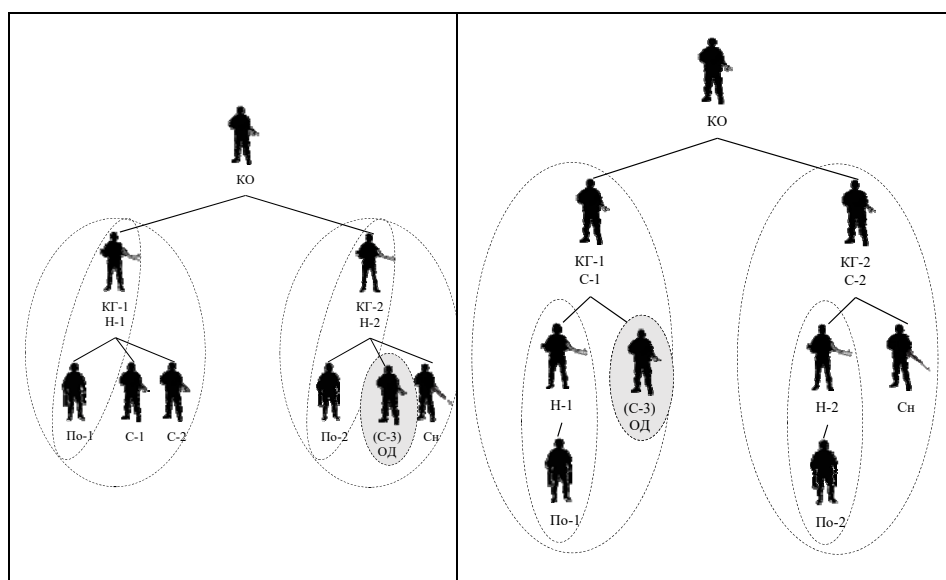 КО
КГ-1
Н-1
КГ-2
Н-2
По-1
С-1
С-2
По-2
(С-3)
ОД
Сн
КО
КГ-1
С-1
КГ-2
С-2
Н-1
(С-3)
ОД
Н-2
Сн
По-1
По-2